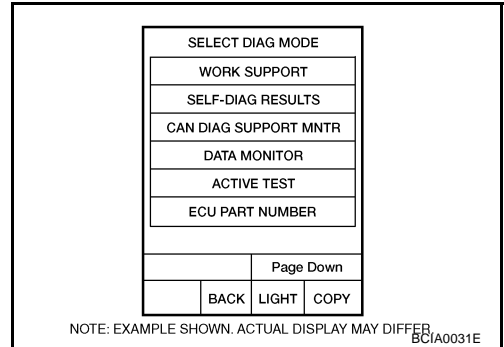 SELECT DIAG MODE
WORK SUPPORT
SELF-DIAG RESULTS
CAN DIAG SUPPORT MNTR
DATA MONITOR
ACTIVE TEST
ECU PART NUMBER
Page Down
BACK LIGHT COPY
NOTE: EXAMPLE SHOWN. ACTUAL DISPLAY MAY DIFFER.
BCIA0031E